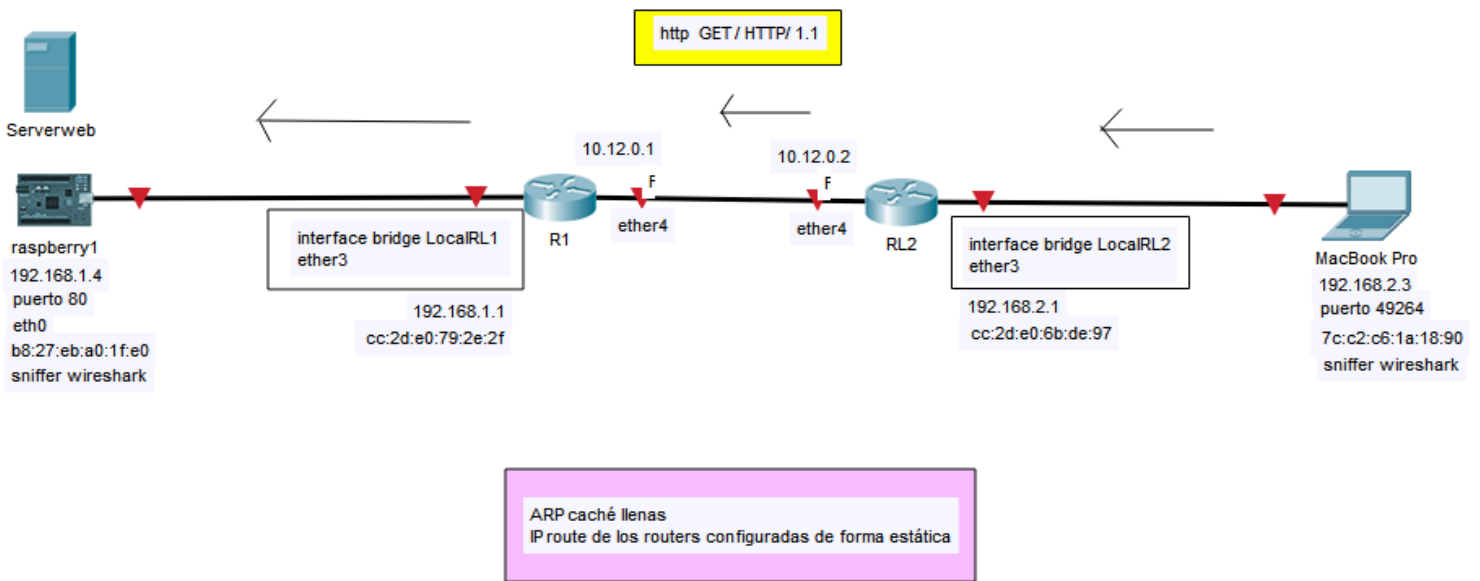 http GET / HTTP/ 1.1
Serverweb
raspberry1
192.168.1.4
puerto 80
eth0
b8:27:eb:a0:1f:e0
sniffer wireshark
interface bridge LocalRL1
ether3
192.168.1.1
cc:2d:e0:79:2e:2f
R1
10.12.0.1
F
ether4
10.12.0.2
F
ether4
RL2
interface bridge LocalRL2
ether3
192.168.2.1
cc:2d:e0:6b:de:97
MacBook Pro
192.168.2.3
puerto 49264
7c:c2:c6:1a:18:90
sniffer wireshark
ARP caché llenas
IP route de los routers configuradas de forma estática